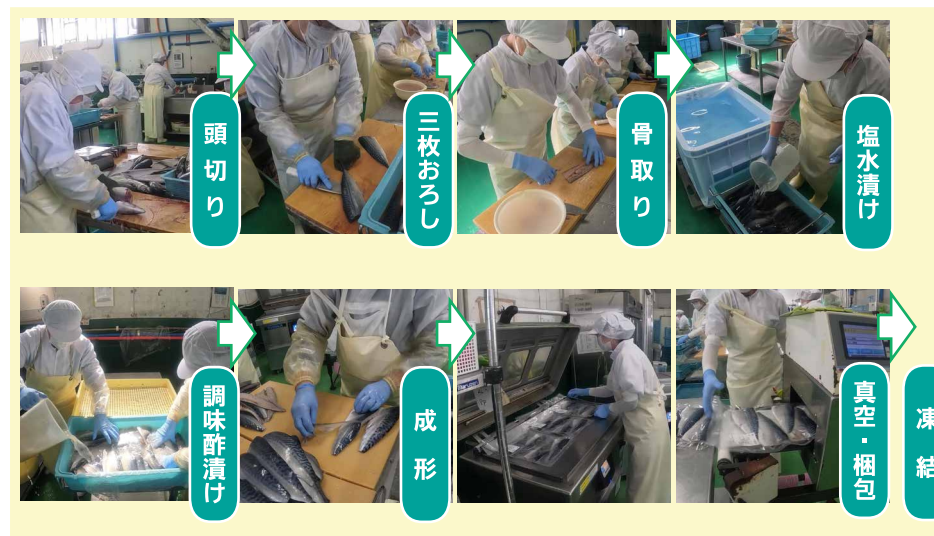 頭切り
三枚おろし
骨取り
塩水漬け
調味酢漬け
成形
真空・梱包
凍結